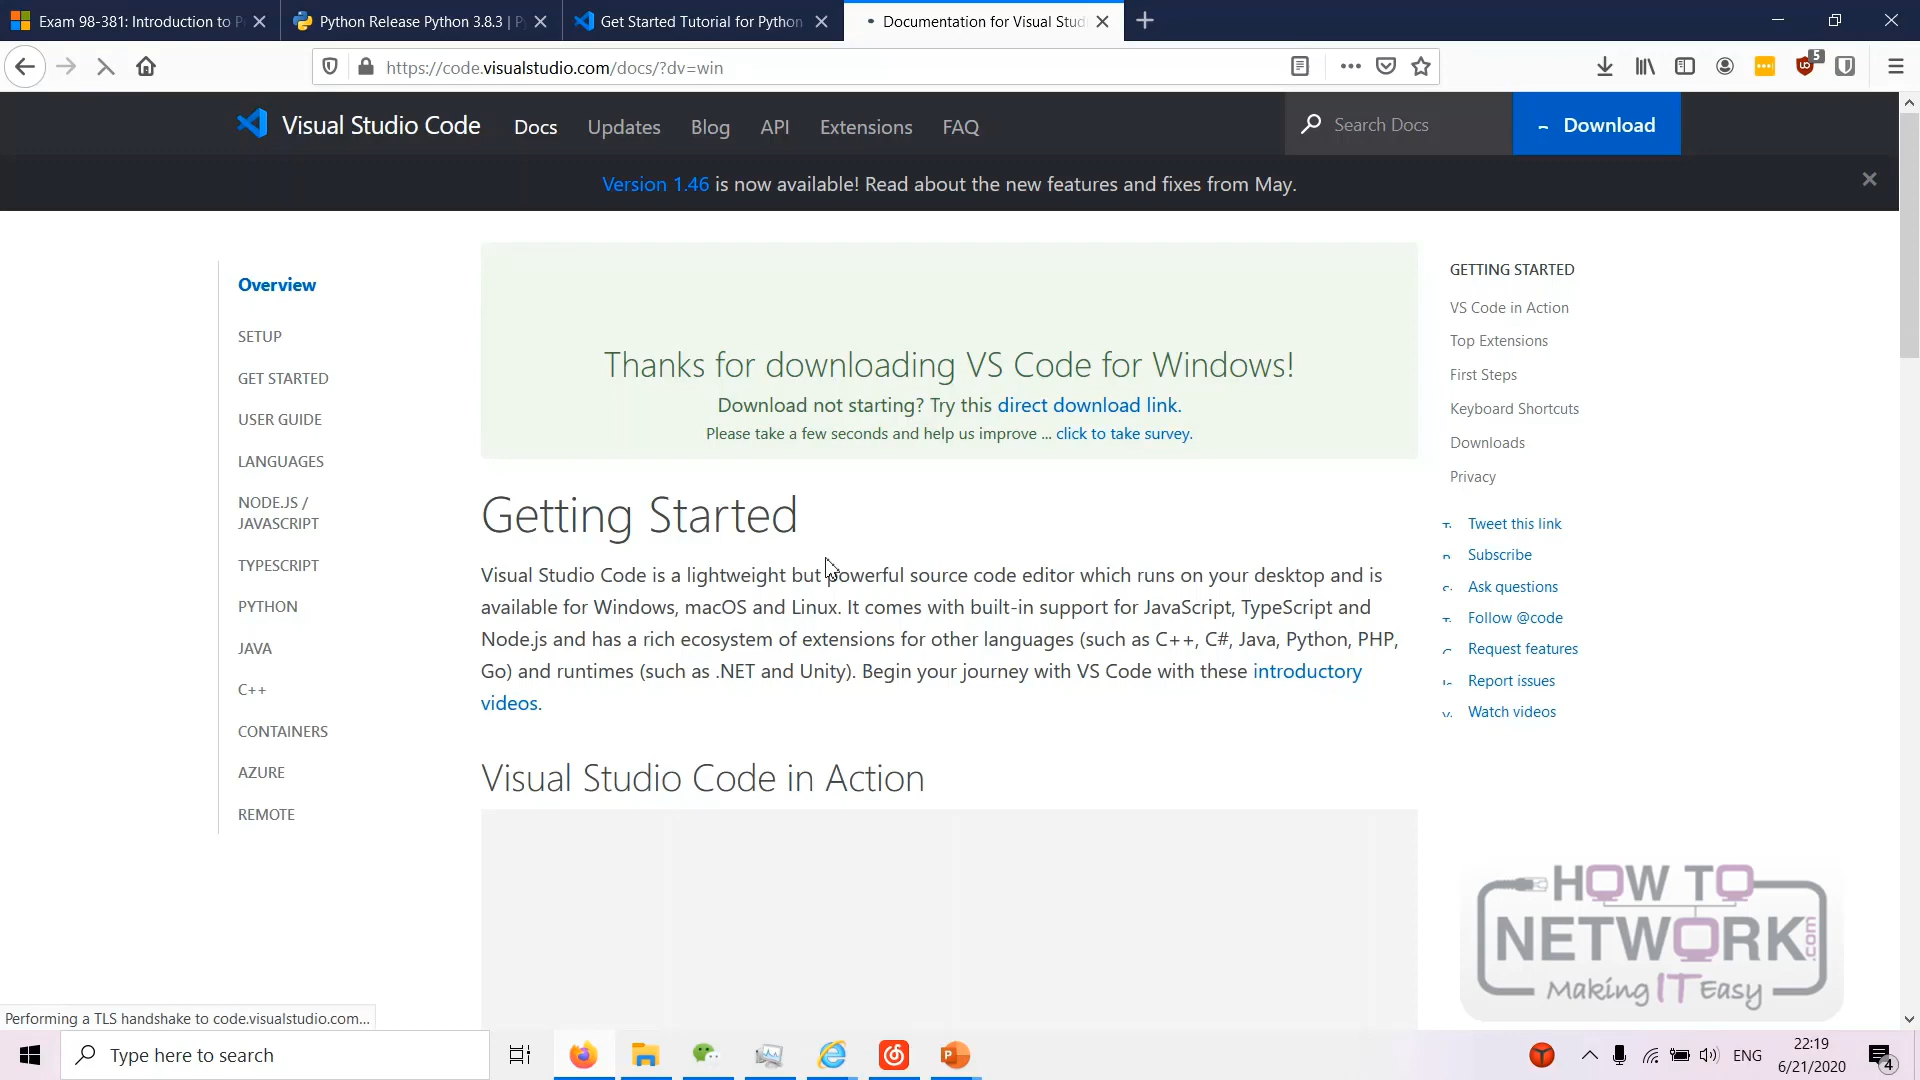 Exam 98-381: Introduction to P
Python Release Python 3.8.3 | P
Get Started Tutorial for Python
Documentation for Visual Stud
https://code.visualstudio.com/docs/?dv=win
5
Visual Studio Code
Docs
Updates
Blog
API
Extensions
FAQ
Search Docs
Download
Version 1.46 is now available! Read about the new features and fixes from May.
Overview
SETUP
GET STARTED
USER GUIDE
LANGUAGES
NODE.JS /
JAVASCRIPT
TYPESCRIPT
PYTHON
JAVA
C++
CONTAINERS
AZURE
REMOTE
Thanks for downloading VS Code for Windows!
Download not starting? Try this direct download link.
Please take a few seconds and help us improve ... click to take survey.
Getting Started
Visual Studio Code is a lightweight but powerful source code editor which runs on your desktop and is
available for Windows, macOS and Linux. It comes with built-in support for JavaScript, TypeScript and
Node.js and has a rich ecosystem of extensions for other languages (such as C++, C#, Java, Python, PHP,
Go) and runtimes (such as .NET and Unity). Begin your journey with VS Code with these introductory
videos.
Visual Studio Code in Action
GETTING STARTED
VS Code in Action
Top Extensions
First Steps
Keyboard Shortcuts
Downloads
Privacy
Tweet this link
Subscribe
Ask questions
Follow @code
Request features
Report issues
Watch videos
HOW TO
NETWORK.com
Making IT Easy
Performing a TLS handshake to code.visualstudio.com...
Type here to search
ENG
22:19
6/21/2020
4